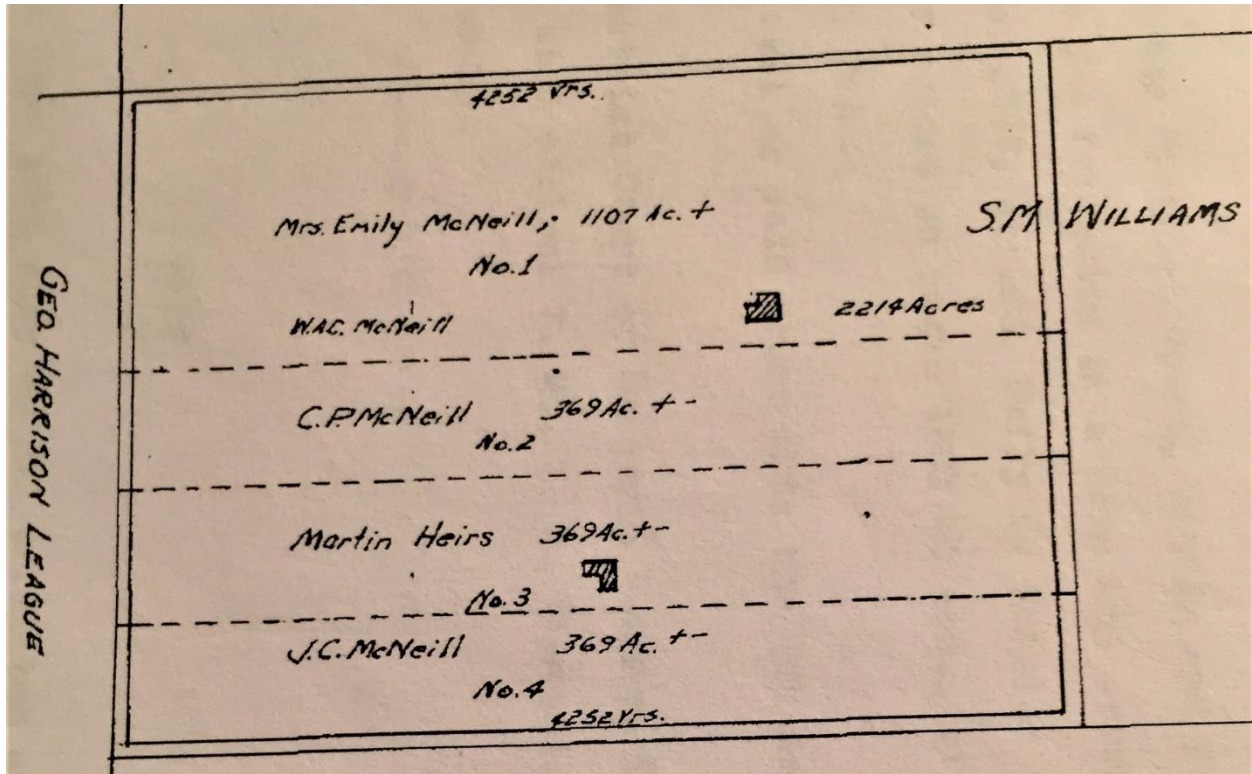 4252 Vrs.
Mrs. Emily McNeill, 1107 Ac. +
No. 1
S.M. WILLIAMS
W.A.C. McNeill
2214 Acres
C.P. McNeill 369 Ac. + -
No. 2
GEO. HARRISON LEAGUE
Martin Heirs 369 Ac. + -
No. 3
J.C. McNeill 369 Ac. + -
No. 4
4252 Vrs.